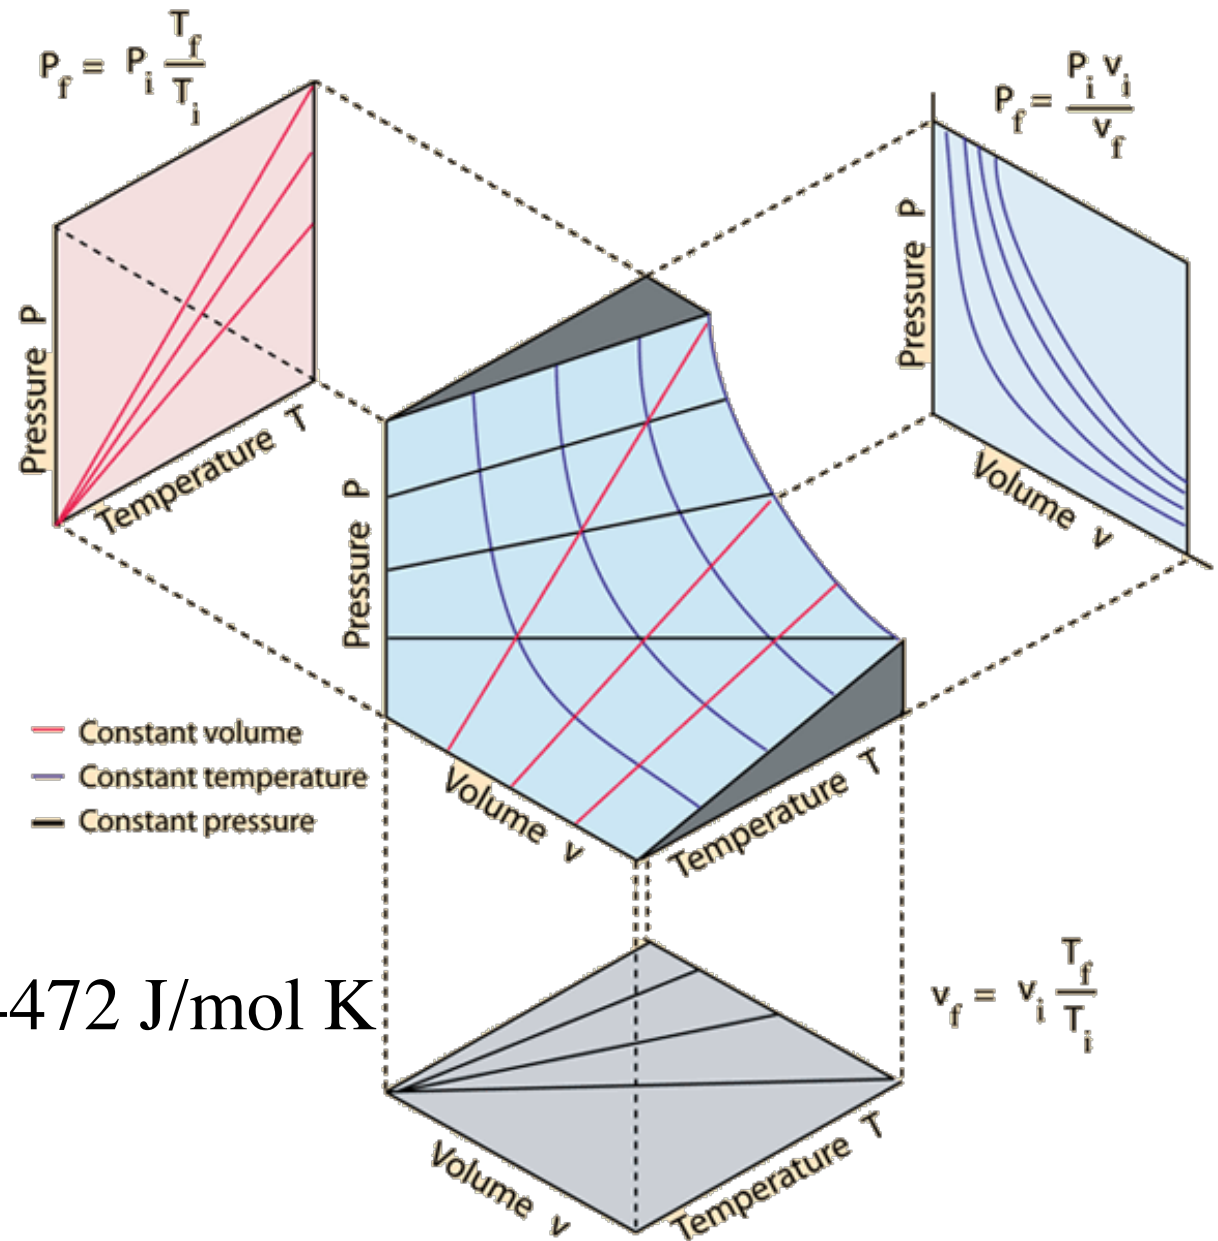 P_f = P_i T_f / T_i
P_f = P_i v_i / v_f
Pressure P
Temperature T
Pressure P
Volume v
Pressure P
Volume v
Temperature T
Constant volume
Constant temperature
Constant pressure
-472 J/mol K
v_f = v_i T_f / T_i
Volume v
Temperature T